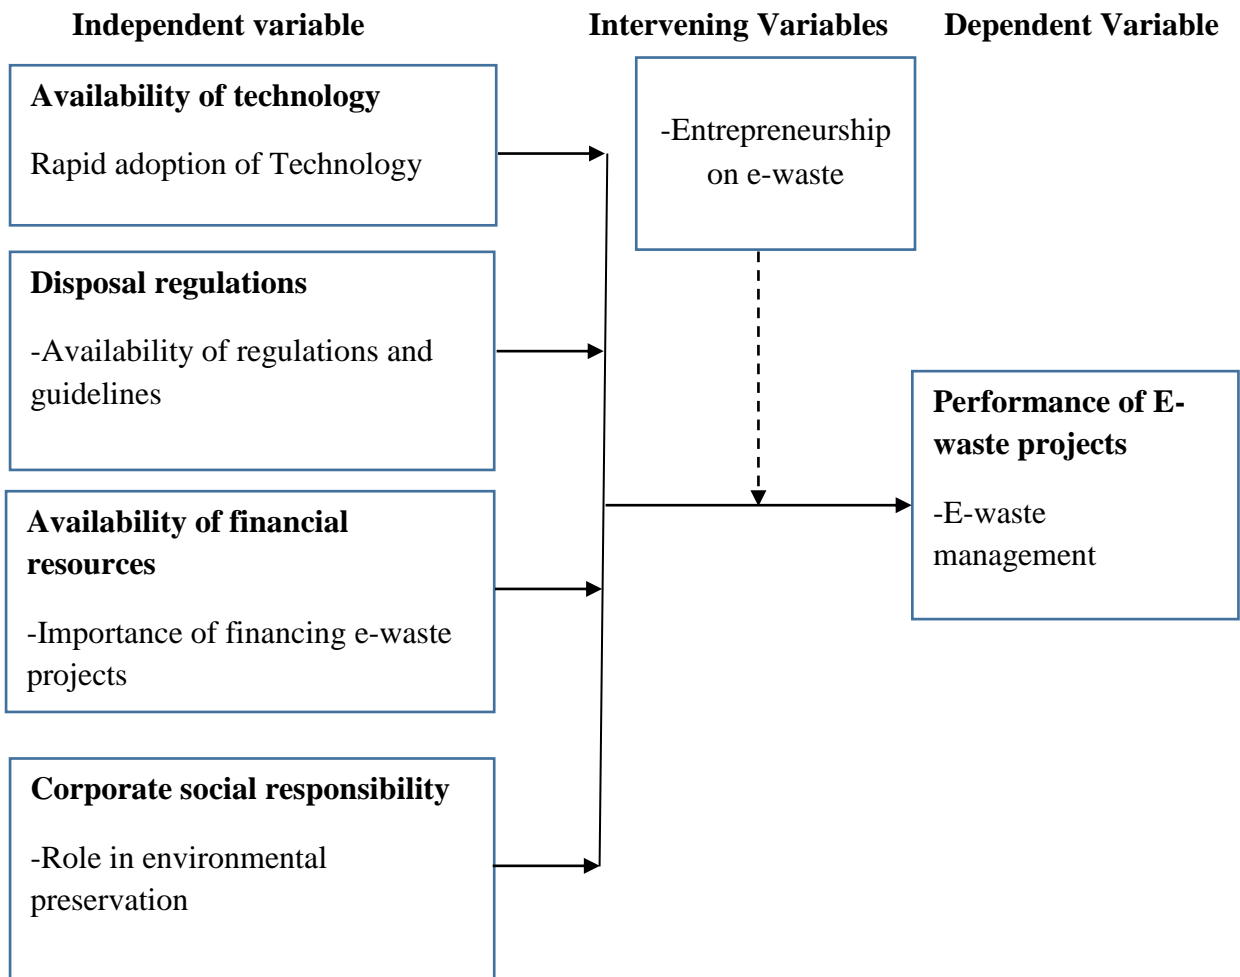 Independent variable
Intervening Variables
Dependent Variable
Availability of technology
Rapid adoption of Technology
-Entrepreneurship
on e-waste
Disposal regulations
-Availability of regulations and
guidelines
Performance of E-
waste projects
-E-waste
management
Availability of financial
resources
-Importance of financing e-waste
projects
Corporate social responsibility
-Role in environmental
preservation